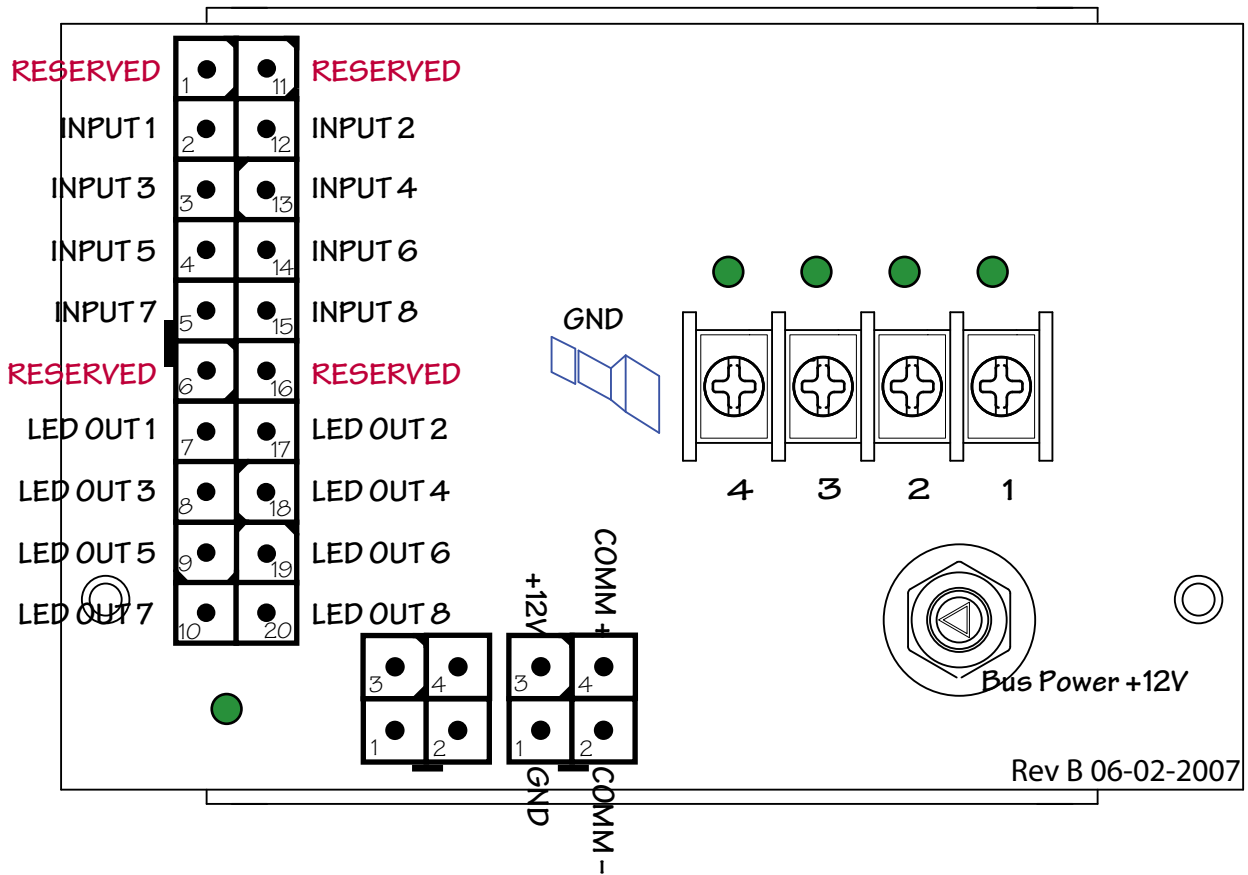 RESERVED 1 11 RESERVED
INPUT 1 2 12 INPUT 2
INPUT 3 3 13 INPUT 4
INPUT 5 4 14 INPUT 6
INPUT 7 5 15 INPUT 8
RESERVED 6 16 RESERVED
LED OUT 1 7 17 LED OUT 2
LED OUT 3 8 18 LED OUT 4
LED OUT 5 9 19 LED OUT 6
LED OUT 7 10 20 LED OUT 8
GND
4 3 2 1
+12V
COMM +
3 4
1 2
3 4
1 2
GND
COMM -
Bus Power +12V
Rev B 06-02-2007